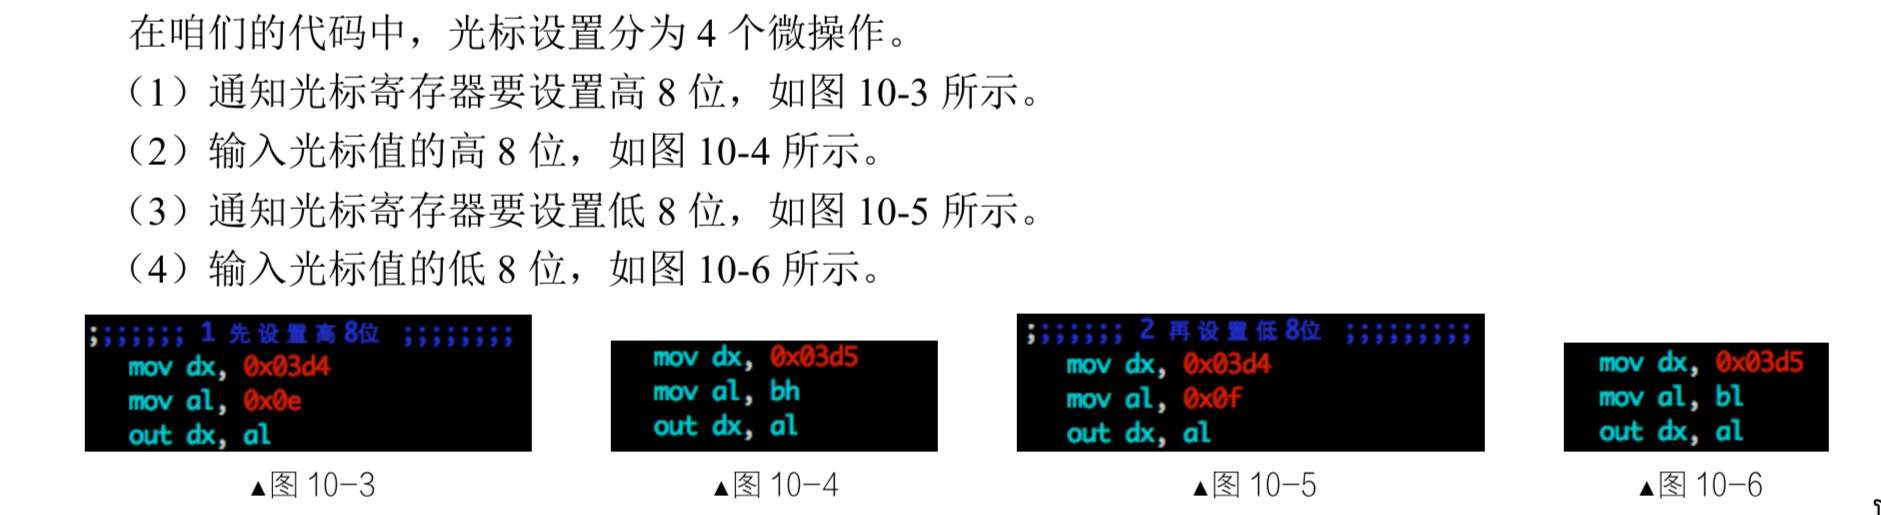 在咱们的代码中，光标设置分为 4 个微操作。
（1）通知光标寄存器要设置高 8 位，如图 10-3 所示。
（2）输入光标值的高 8 位，如图 10-4 所示。
（3）通知光标寄存器要设置低 8 位，如图 10-5 所示。
（4）输入光标值的低 8 位，如图 10-6 所示。
;;;;;;; 1 先设置高8位 ;;;;;;;;
mov dx, 0x03d4
mov al, 0x0e
out dx, al
▲图 10-3
mov dx, 0x03d5
mov al, bh
out dx, al
▲图 10-4
;;;;;;; 2 再设置低8位 ;;;;;;;;;
mov dx, 0x03d4
mov al, 0x0f
out dx, al
▲图 10-5
mov dx, 0x03d5
mov al, bl
out dx, al
▲图 10-6